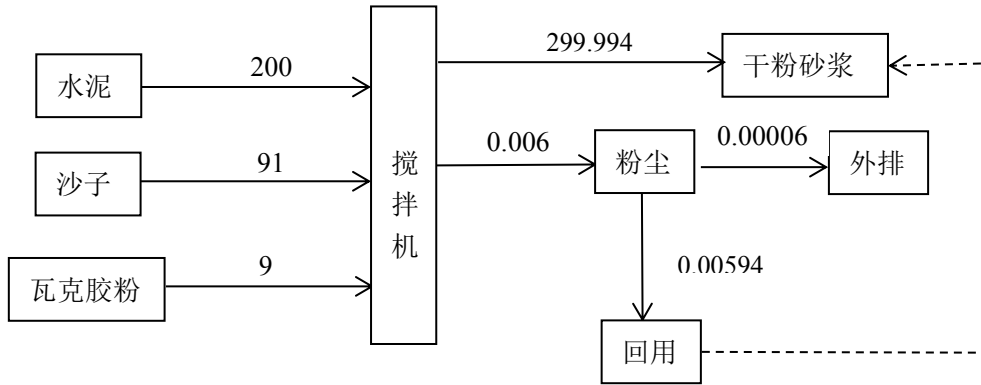 299.994
干粉砂浆
水泥
200
0.006
粉尘
0.00006
外排
沙子
91
搅
拌
机
瓦克胶粉
9
0.00594
回用